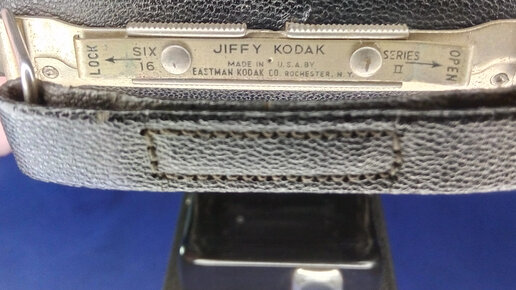 LOCK
SIX
16
JIFFY KODAK
MADE IN U.S.A. BY
EASTMAN KODAK CO. ROCHESTER, N.Y.
SERIES
II
OPEN